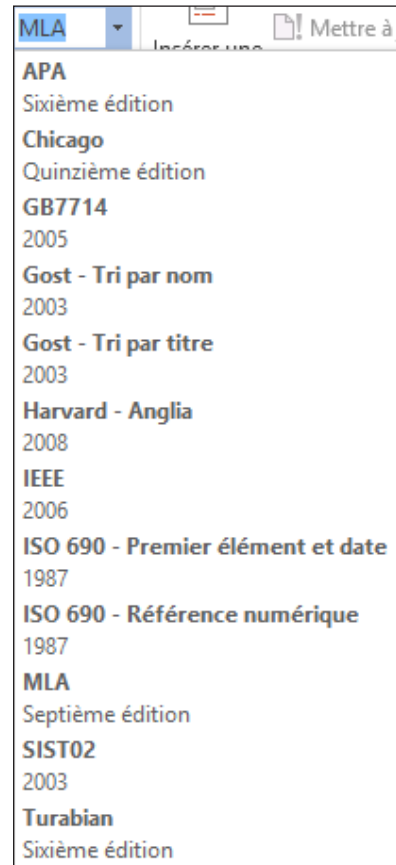 MLA
Mettre à
APA
Sixième édition
Chicago
Quinzième édition
GB7714
2005
Gost - Tri par nom
2003
Gost - Tri par titre
2003
Harvard - Anglia
2008
IEEE
2006
ISO 690 - Premier élément et date
1987
ISO 690 - Référence numérique
1987
MLA
Septième édition
SIST02
2003
Turabian
Sixième édition